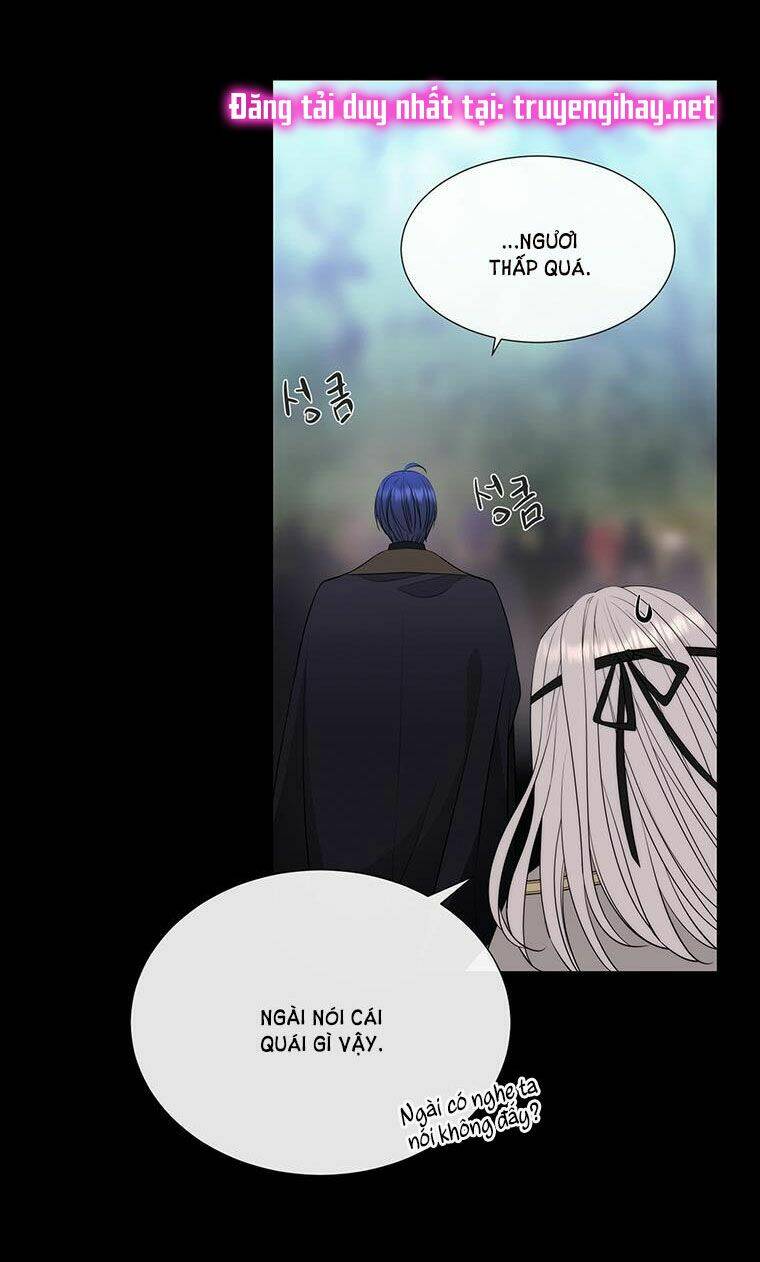 Đăng tải duy nhất tại: truyengihay.net
...NGƯƠI
THẤP QUÁ.
성큼
성큼
NGÀI NÓI CÁI
QUÁI GÌ VẬY.
Ngài có nghe ta
nói không đấy?